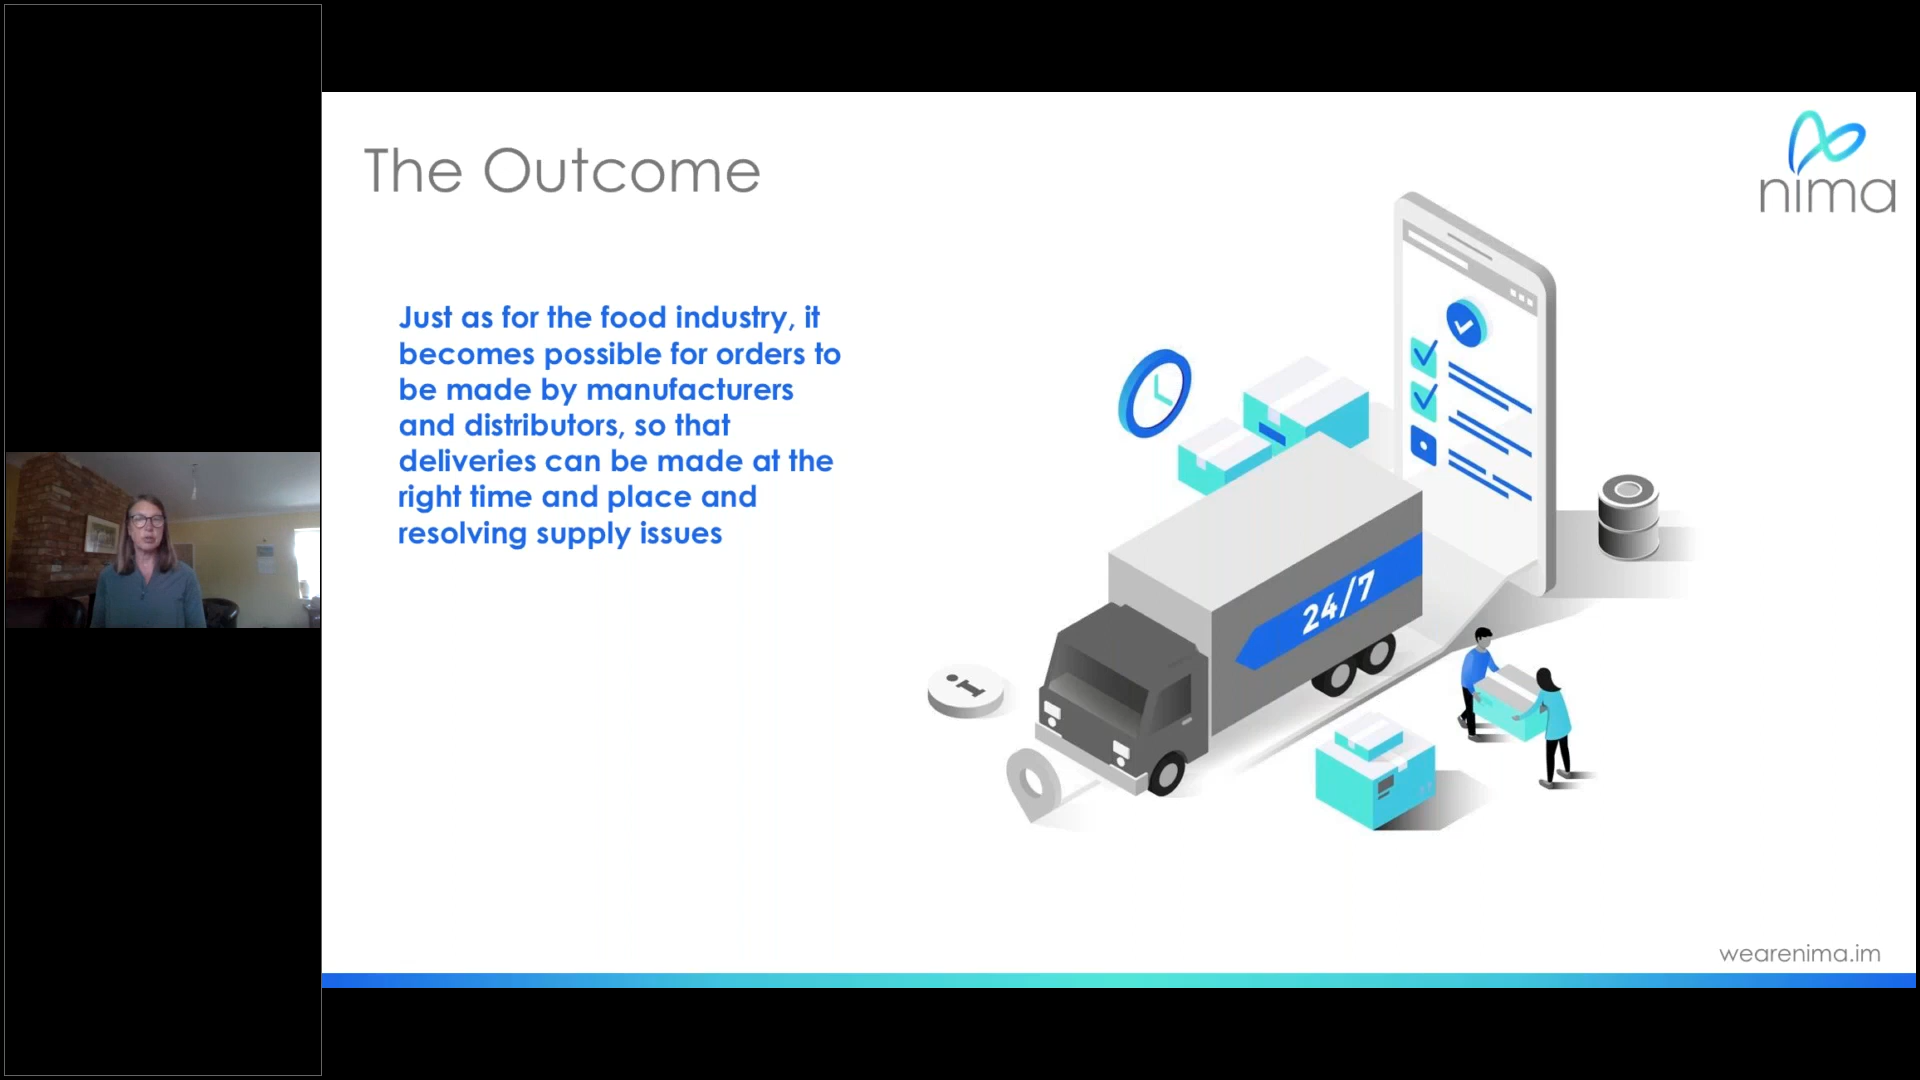 The Outcome
nima
Just as for the food industry, it
becomes possible for orders to
be made by manufacturers
and distributors, so that
deliveries can be made at the
right time and place and
resolving supply issues
24/7
i
wearenima.im